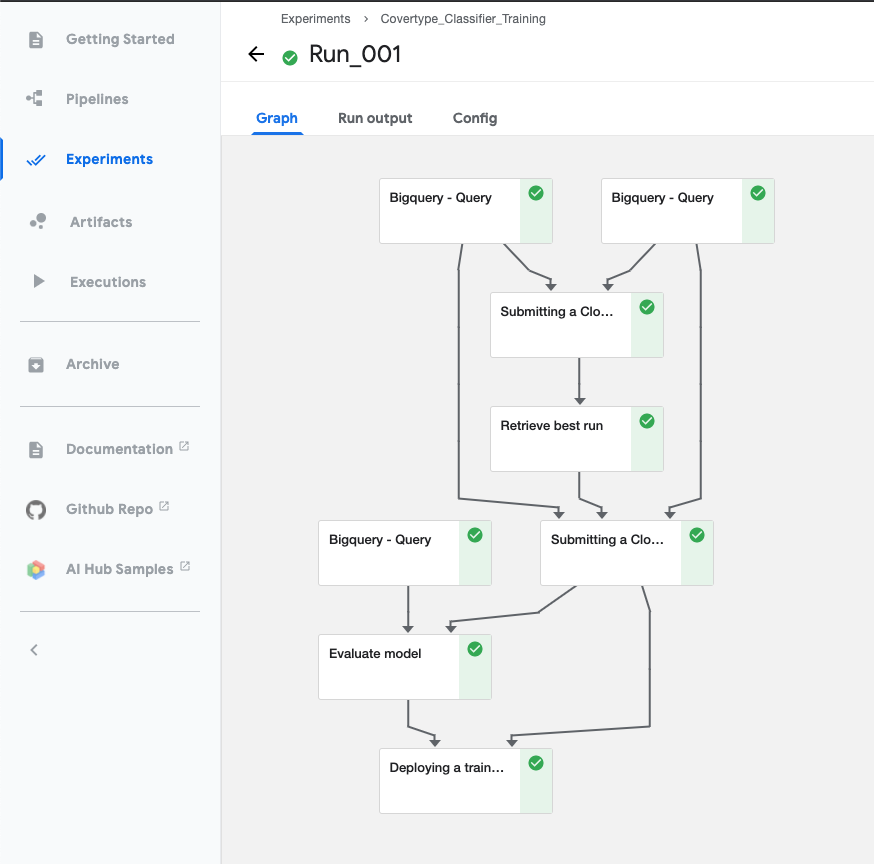 Experiments › Covertype_Classifier_Training
Run_001
Getting Started
Pipelines
Experiments
Artifacts
Executions
Archive
Documentation
Github Repo
AI Hub Samples
Graph Run output Config
Bigquery - Query Bigquery - Query
Submitting a Clo...
Retrieve best run
Bigquery - Query Submitting a Clo...
Evaluate model
Deploying a train...